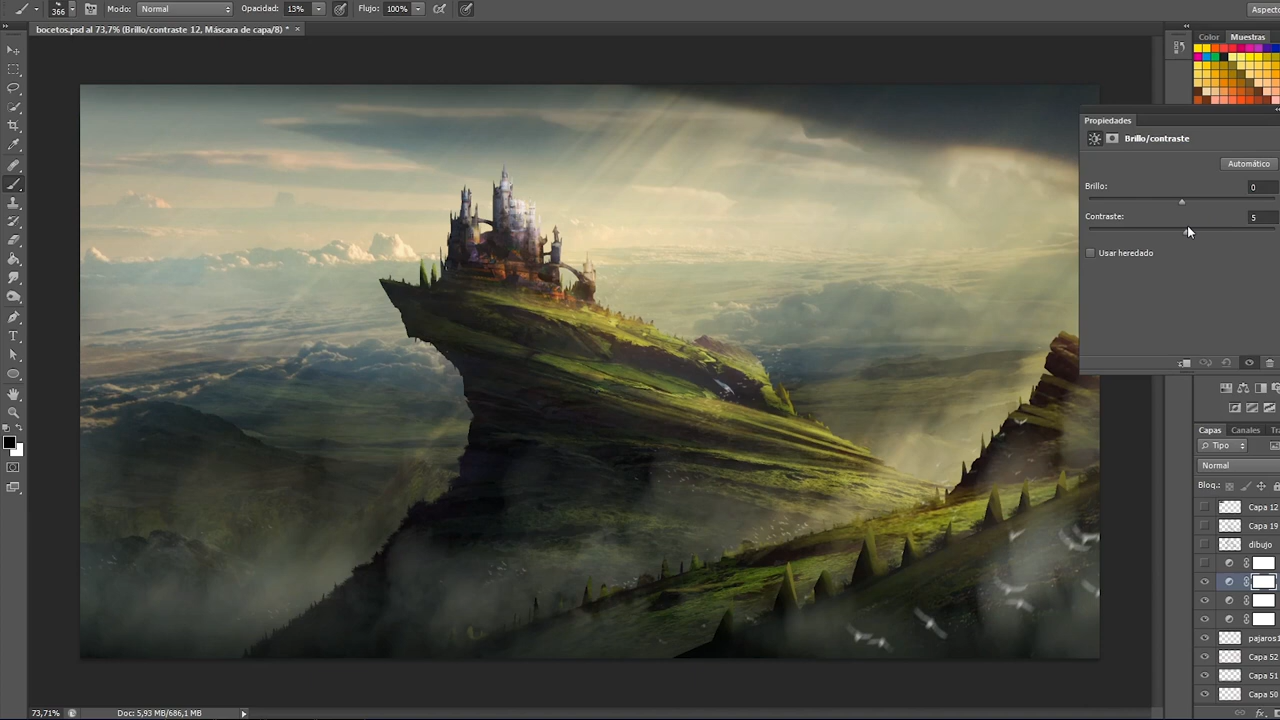 366 Modo: Normal Opacidad: 13% Flujo: 100% Aspecto
bocetos.psd al 73,7% (Brillo/contraste 12, Máscara de capa/8) * ×
Color Muestras
Propiedades
Brillo/contraste
Automático
Brillo: 0
Contraste: 5
Usar heredado
Capas Canales
Tipo
Normal
Bloq.:
Capa 12
Capa 19
dibujo
pajaros1
Capa 52
Capa 51
Capa 50
73,71% Doc: 5,93 MB/686,1 MB
fx
T